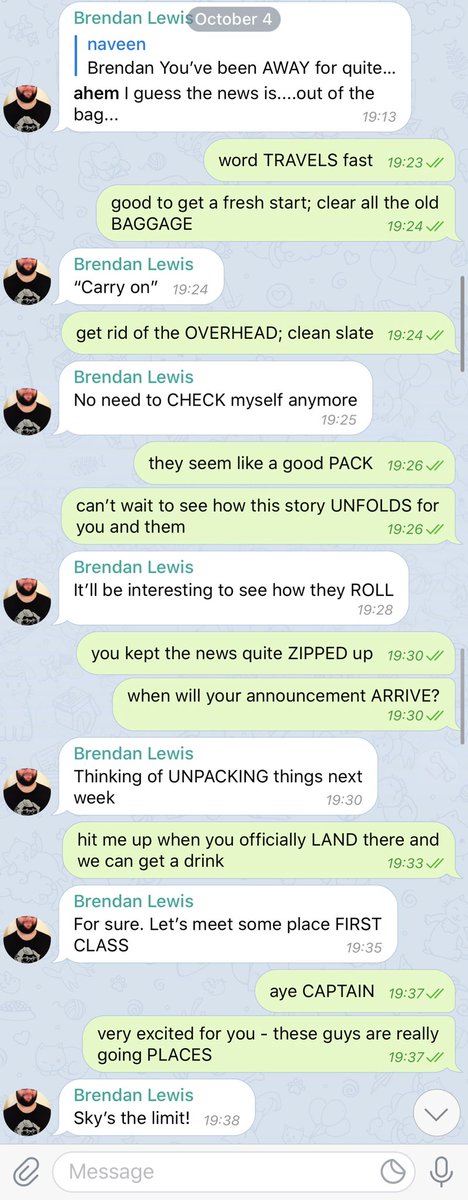 Brendan Lewis
October 4
naveen
Brendan You've been AWAY for quite...
ahem I guess the news is....out of the
bag...
19:13
word TRAVELS fast 19:23
good to get a fresh start; clear all the old
BAGGAGE 19:24
Brendan Lewis
“Carry on” 19:24
get rid of the OVERHEAD; clean slate 19:24
Brendan Lewis
No need to CHECK myself anymore
19:25
they seem like a good PACK 19:26
can't wait to see how this story UNFOLDS for
you and them 19:26
Brendan Lewis
It'll be interesting to see how they ROLL
19:28
you kept the news quite ZIPPED up 19:30
when will your announcement ARRIVE?
19:30
Brendan Lewis
Thinking of UNPACKING things next
week 19:30
hit me up when you officially LAND there and
we can get a drink 19:33
Brendan Lewis
For sure. Let's meet some place FIRST
CLASS 19:35
aye CAPTAIN 19:37
very excited for you - these guys are really
going PLACES 19:37
Brendan Lewis
Sky's the limit! 19:38
Message